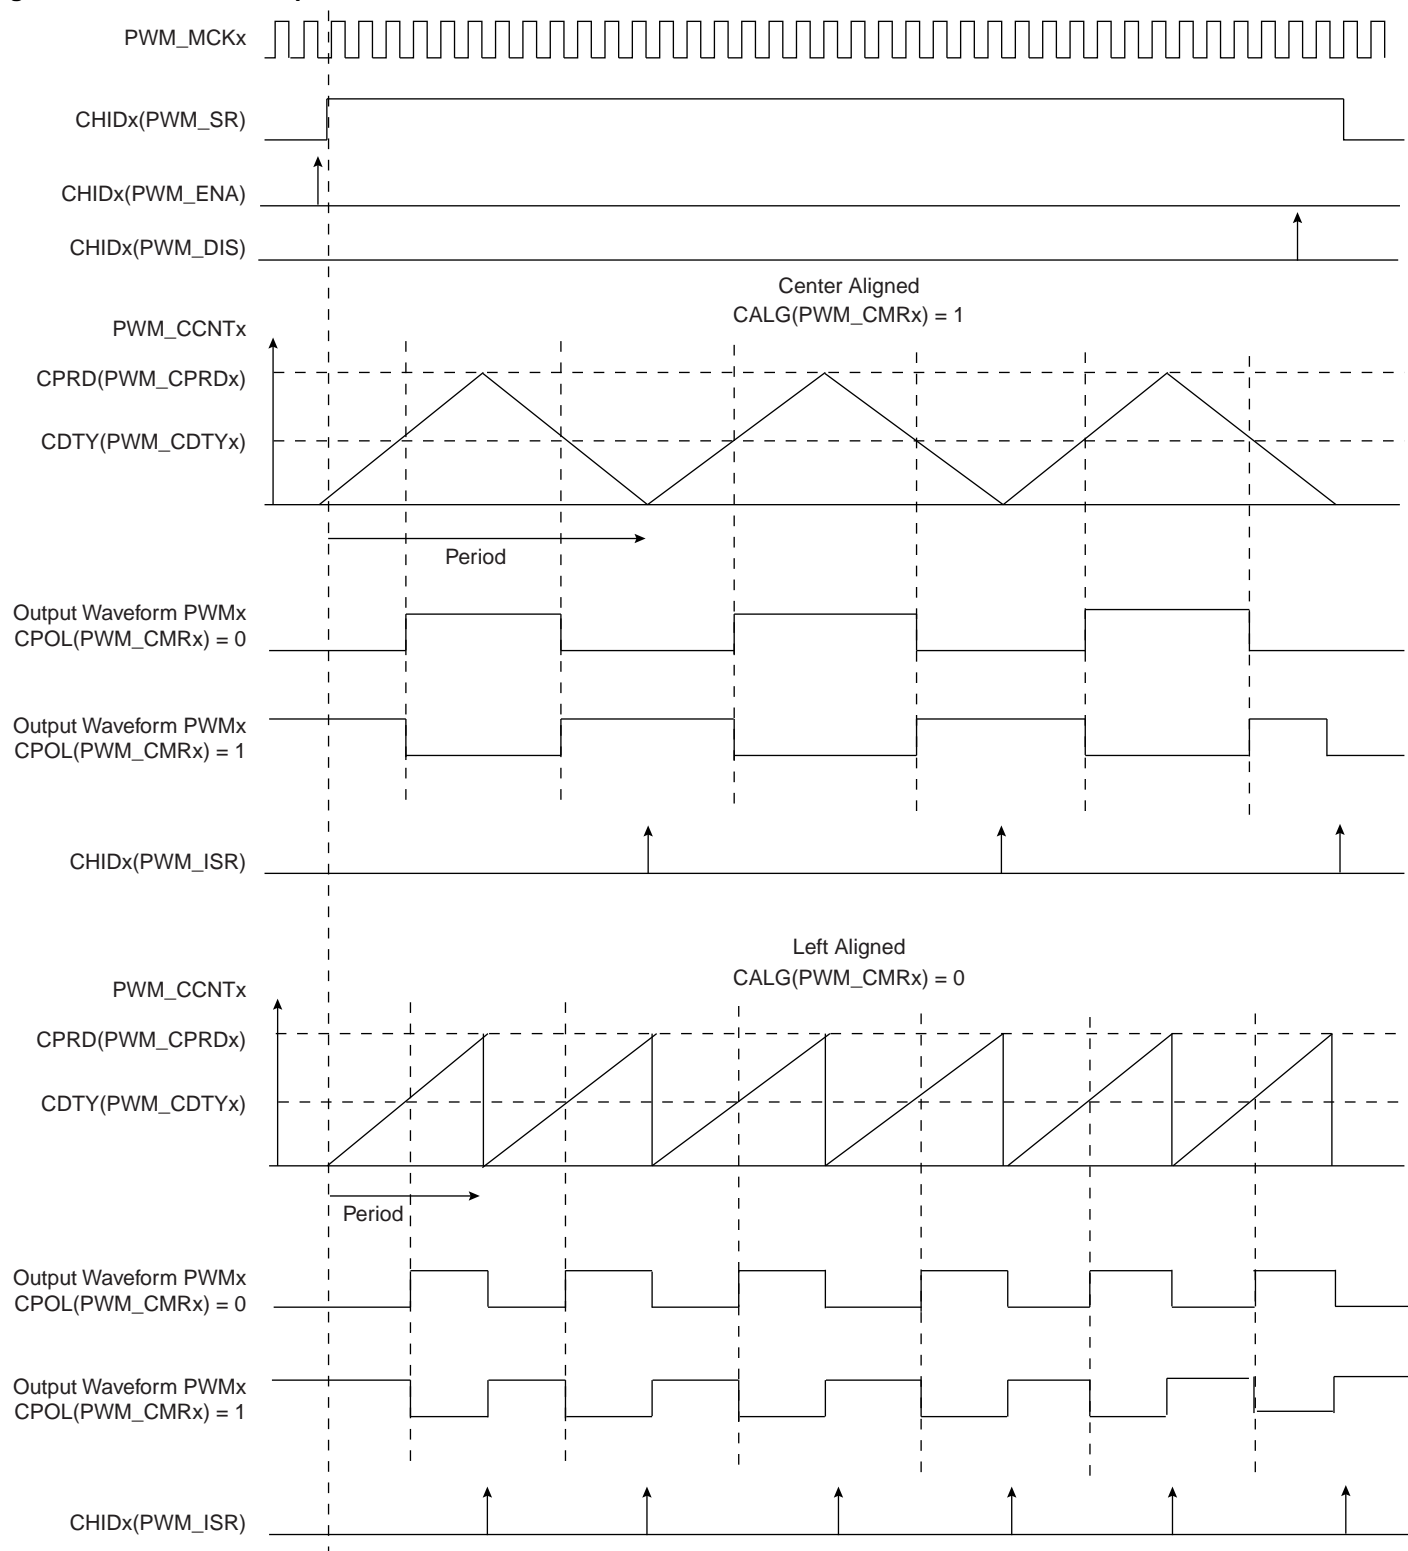 PWM_MCKx
CHIDx(PWM_SR)
CHIDx(PWM_ENA)
CHIDx(PWM_DIS)
Center Aligned
CALG(PWM_CMRx) = 1
PWM_CCNTx
CPRD(PWM_CPRDx)
CDTY(PWM_CDTYx)
Period
Output Waveform PWMx
CPOL(PWM_CMRx) = 0
Output Waveform PWMx
CPOL(PWM_CMRx) = 1
CHIDx(PWM_ISR)
Left Aligned
CALG(PWM_CMRx) = 0
PWM_CCNTx
CPRD(PWM_CPRDx)
CDTY(PWM_CDTYx)
Period
Output Waveform PWMx
CPOL(PWM_CMRx) = 0
Output Waveform PWMx
CPOL(PWM_CMRx) = 1
CHIDx(PWM_ISR)